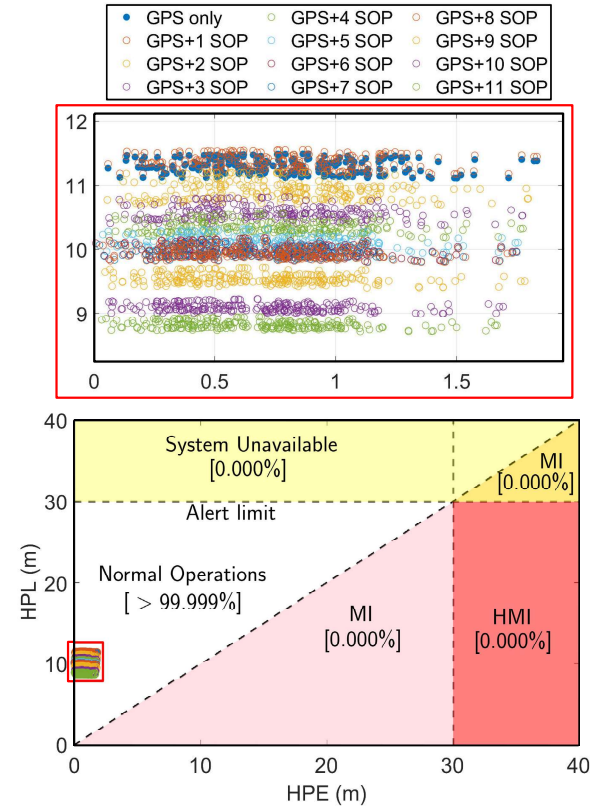 GPS only GPS+4 SOP GPS+8 SOP
GPS+1 SOP GPS+5 SOP GPS+9 SOP
GPS+2 SOP GPS+6 SOP GPS+10 SOP
GPS+3 SOP GPS+7 SOP GPS+11 SOP
12
11
10
9
0 0.5 1 1.5
40
System Unavailable
[0.000%]
MI
[0.000%]
30
Alert limit
Normal Operations
[ > 99.999%]
20
MI
[0.000%]
HMI
[0.000%]
HPL (m)
10
0
0 10 20 30 40
HPE (m)